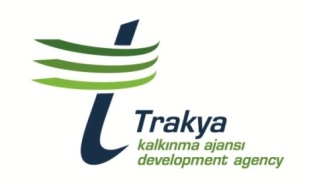 Trakya
kalkınma ajansı
development agency